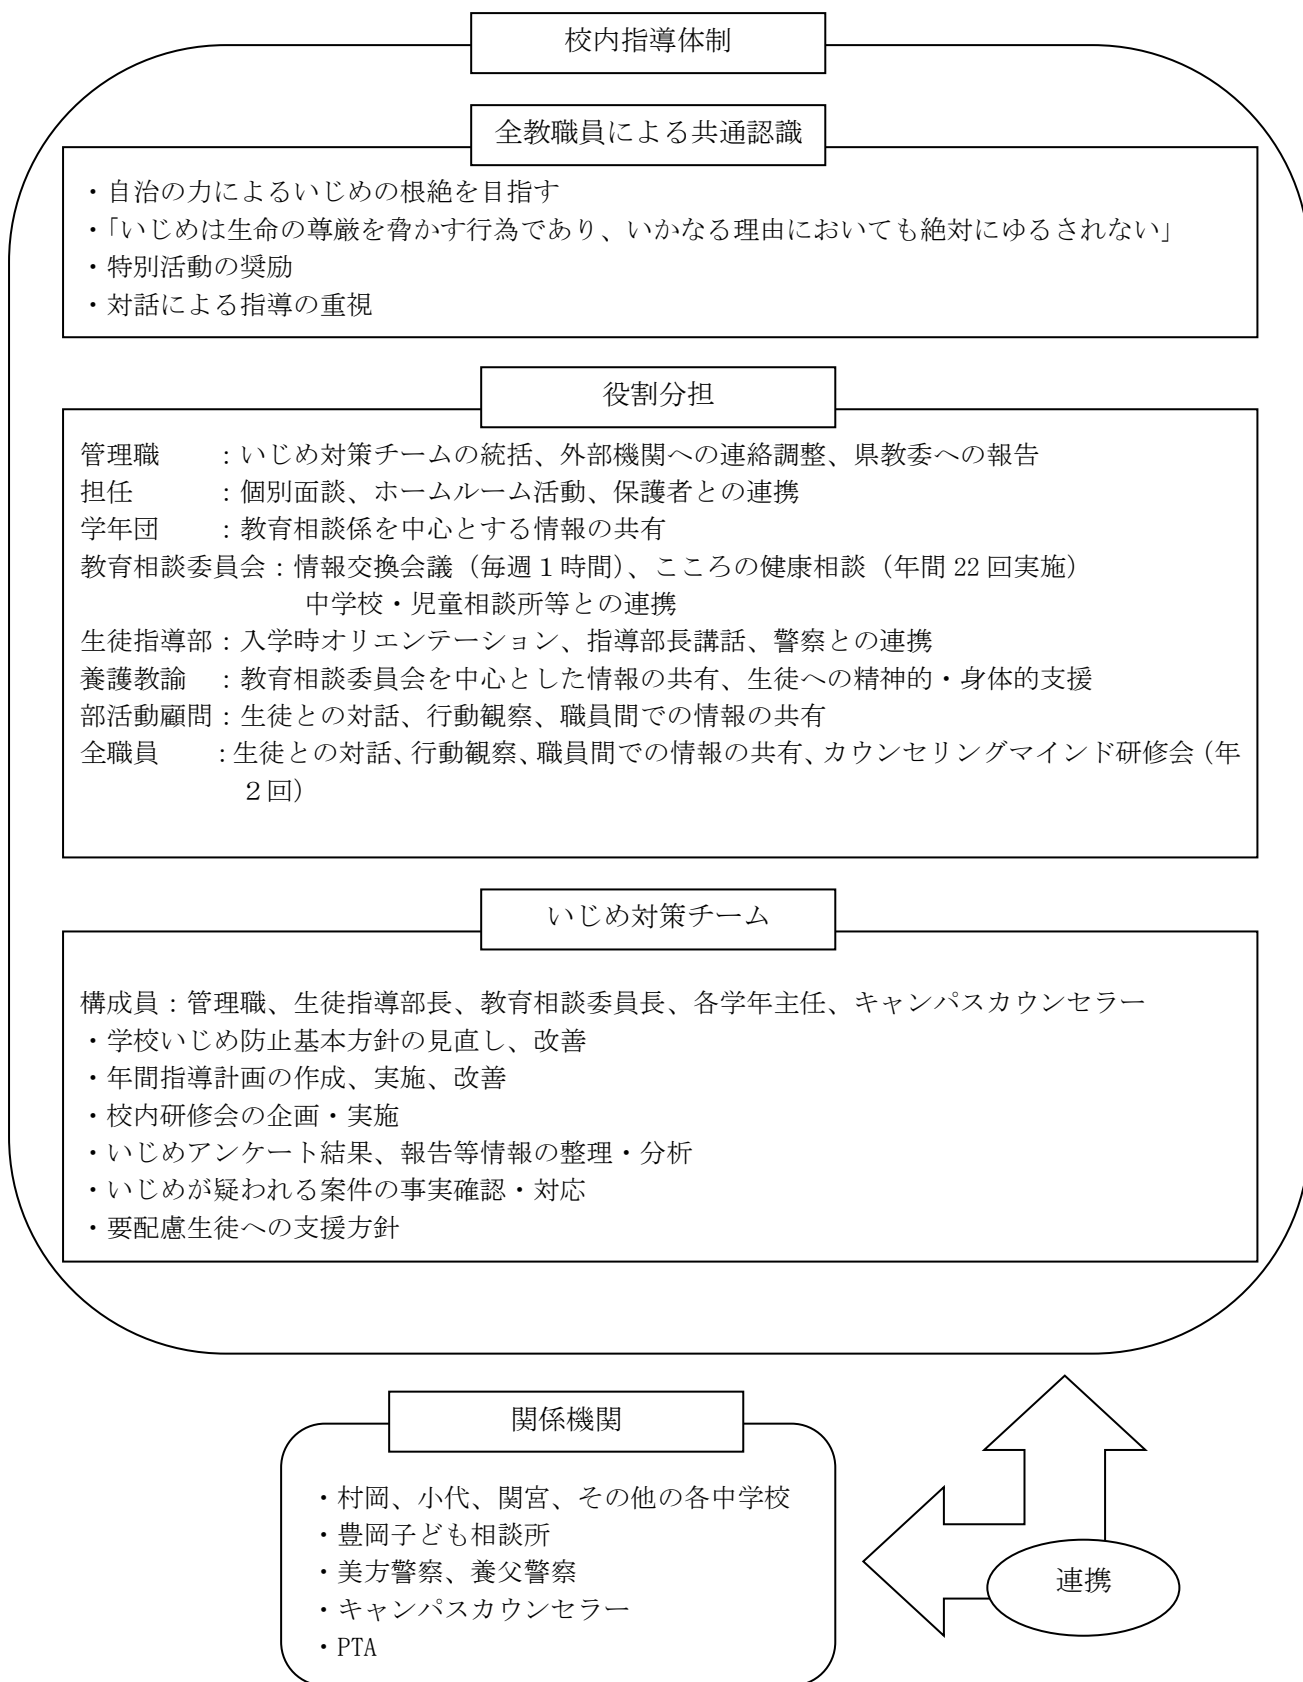 校内指導体制
全教職員による共通認識
・自治の力によるいじめの根絶を目指す
・「いじめは生命の尊厳を脅かす行為であり、いかなる理由においても絶対にゆるされない」
・特別活動の奨励
・対話による指導の重視
役割分担
管理職　　：いじめ対策チームの統括、外部機関への連絡調整、県教委への報告
担任　　　：個別面談、ホームルーム活動、保護者との連携
学年団　　：教育相談係を中心とする情報の共有
教育相談委員会：情報交換会議（毎週１時間）、こころの健康相談（年間 22 回実施）
中学校・児童相談所等との連携
生徒指導部：入学時オリエンテーション、指導部長講話、警察との連携
養護教諭　：教育相談委員会を中心とした情報の共有、生徒への精神的・身体的支援
部活動顧問：生徒との対話、行動観察、職員間での情報の共有
全職員　　：生徒との対話、行動観察、職員間での情報の共有、カウンセリングマインド研修会（年
２回）
いじめ対策チーム
構成員：管理職、生徒指導部長、教育相談委員長、各学年主任、キャンパスカウンセラー
・学校いじめ防止基本方針の見直し、改善
・年間指導計画の作成、実施、改善
・校内研修会の企画・実施
・いじめアンケート結果、報告等情報の整理・分析
・いじめが疑われる案件の事実確認・対応
・要配慮生徒への支援方針
関係機関
・村岡、小代、関宮、その他の各中学校
・豊岡子ども相談所
・美方警察、養父警察
・キャンパスカウンセラー
・PTA
連携